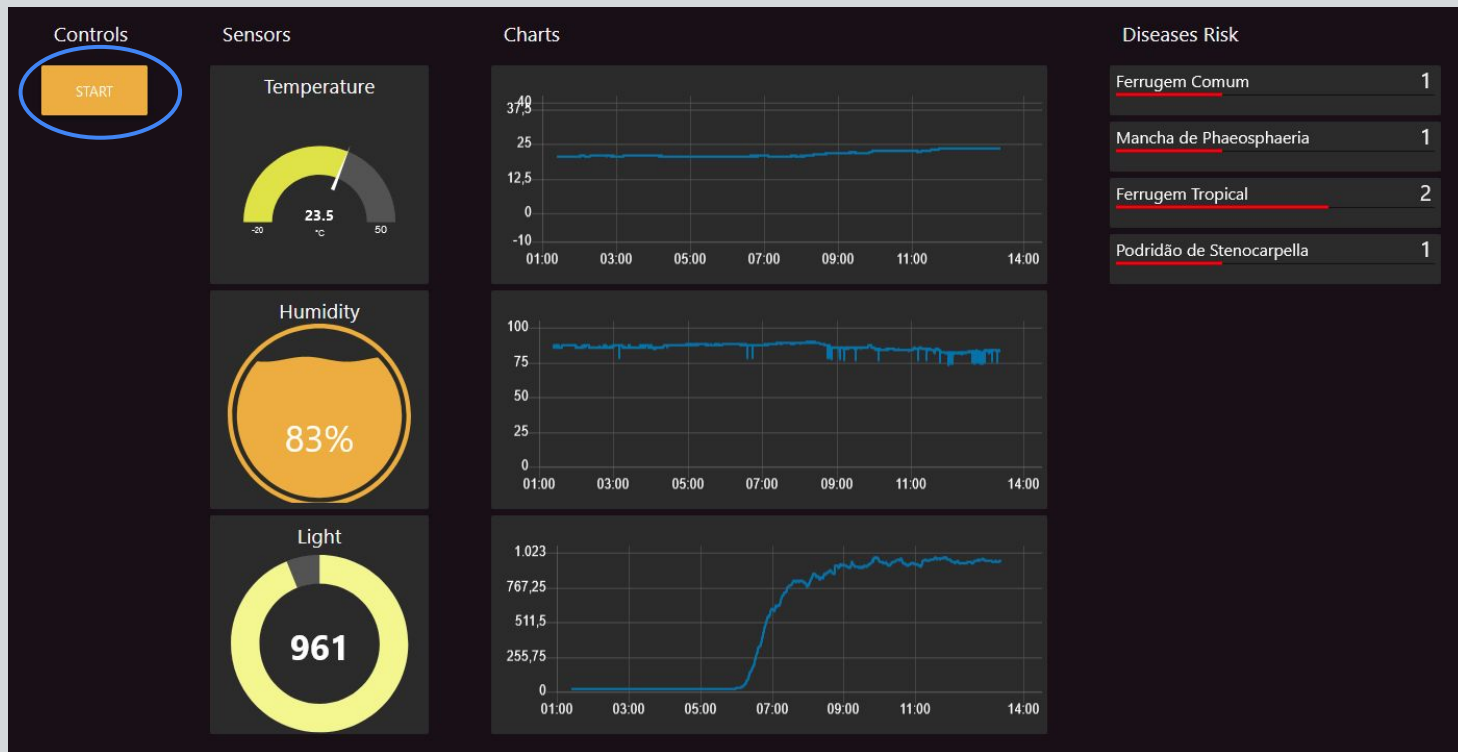 Controls
START
Sensors
Temperature
23.5
-20
°C
50
Humidity
83%
Light
961
Charts
40
37,5
25
12,5
0
-10
01:00 03:00 05:00 07:00 09:00 11:00 14:00
100
75
50
25
0
01:00 03:00 05:00 07:00 09:00 11:00 14:00
1.023
767,25
511,5
255,75
0
01:00 03:00 05:00 07:00 09:00 11:00 14:00
Diseases Risk
Ferrugem Comum 1
Mancha de Phaeosphaeria 1
Ferrugem Tropical 2
Podridão de Stenocarpella 1